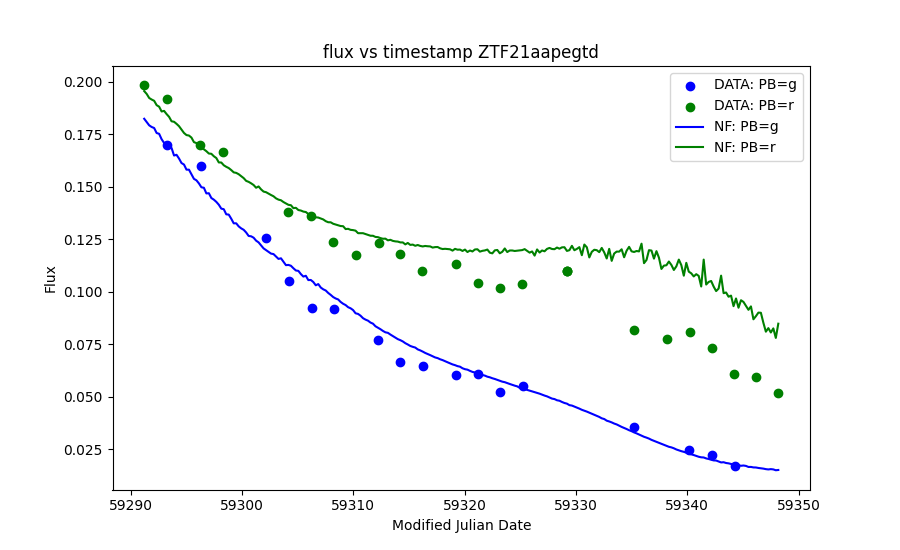 flux vs timestamp ZTF21aapegtd
DATA: PB=g
DATA: PB=r
NF: PB=g
NF: PB=r
Flux
0.200
0.175
0.150
0.125
0.100
0.075
0.050
0.025
59290
59300
59310
59320
59330
59340
59350
Modified Julian Date